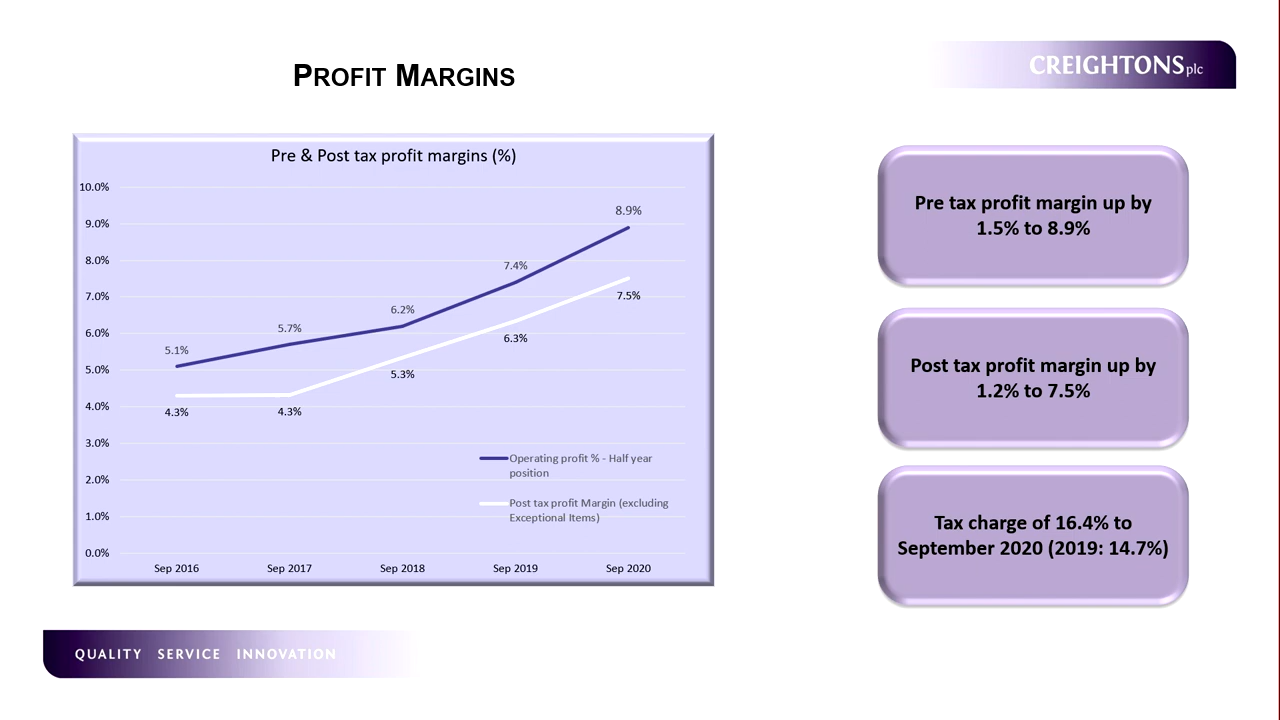 PROFIT MARGINS
CREIGHTONS plc
Pre & Post tax profit margins (%)
10.0%
9.0%
8.0%
7.0%
6.0%
5.0%
4.0%
3.0%
2.0%
1.0%
0.0%
8.9%
7.4%
6.2%
5.7%
5.1%
7.5%
6.3%
5.3%
4.3%
4.3%
Operating profit % - Half year
position
Post tax profit Margin (excluding
Exceptional Items)
Sep 2016
Sep 2017
Sep 2018
Sep 2019
Sep 2020
Pre tax profit margin up by
1.5% to 8.9%
Post tax profit margin up by
1.2% to 7.5%
Tax charge of 16.4% to
September 2020 (2019: 14.7%)
QUALITY SERVICE INNOVATION